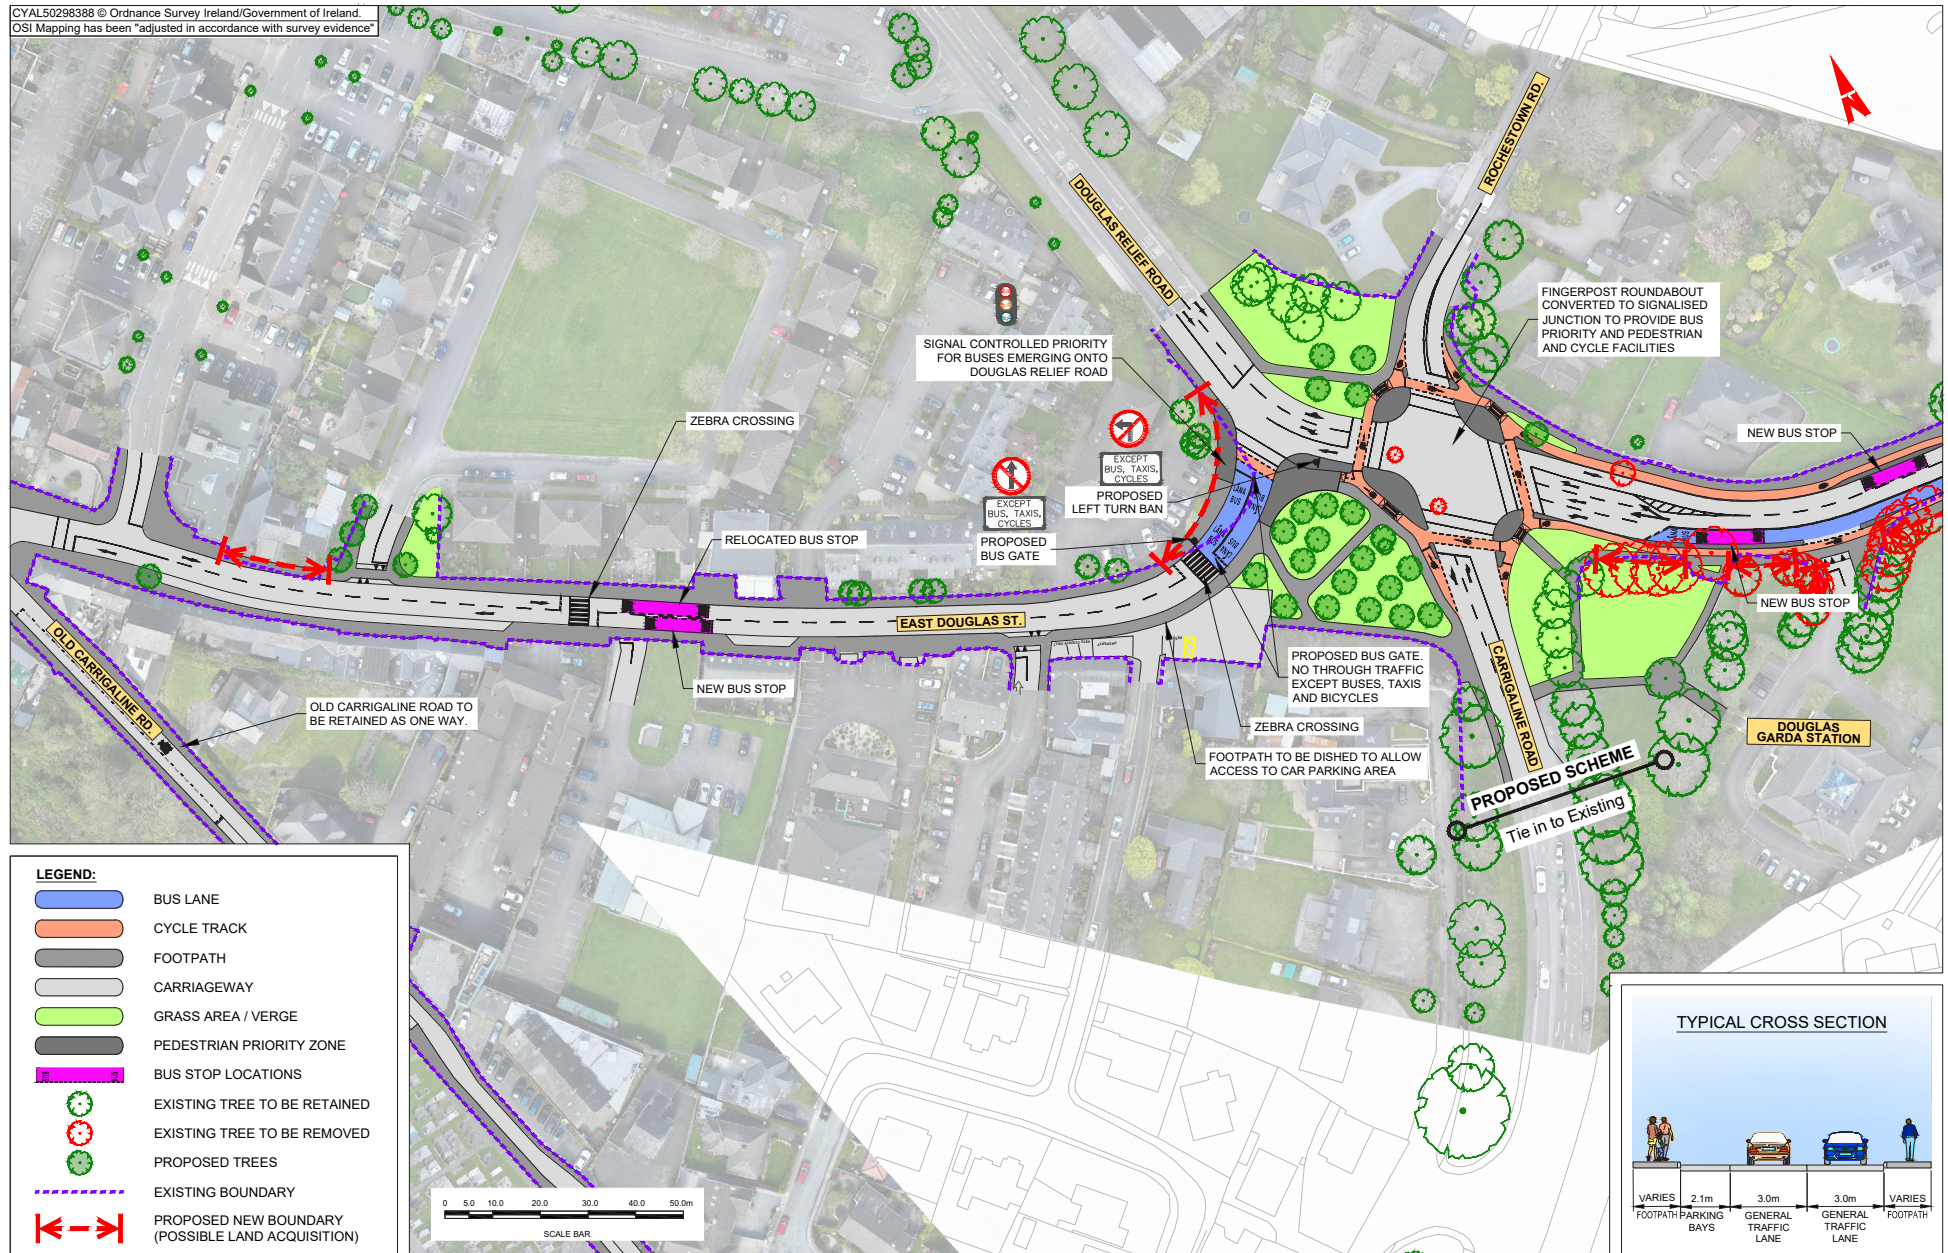 CYAL50298388 © Ordnance Survey Ireland/Government of Ireland.
OSI Mapping has been "adjusted in accordance with survey evidence"
ROCHESTOWN RD.
DOUGLAS RELIEF ROAD
FINGERPOST ROUNDABOUT
CONVERTED TO SIGNALISED
JUNCTION TO PROVIDE BUS
PRIORITY AND PEDESTRIAN
AND CYCLE FACILITIES
SIGNAL CONTROLLED PRIORITY
FOR BUSES EMERGING ONTO
DOUGLAS RELIEF ROAD
ZEBRA CROSSING
NEW BUS STOP
EXCEPT
BUS, TAXIS,
CYCLES
PROPOSED
LEFT TURN BAN
EXCEPT
BUS, TAXIS,
CYCLES
PROPOSED
BUS GATE
LANA
BUS
LANA
BUS
RELOCATED BUS STOP
NEW BUS STOP
EAST DOUGLAS ST.
OLD CARRIGALINE RD.
CARRIGALINE ROAD
PROPOSED BUS GATE.
NO THROUGH TRAFFIC
EXCEPT BUSES, TAXIS
AND BICYCLES
NEW BUS STOP
OLD CARRIGALINE ROAD TO
BE RETAINED AS ONE WAY.
ZEBRA CROSSING
DOUGLAS
GARDA STATION
FOOTPATH TO BE DISHED TO ALLOW
ACCESS TO CAR PARKING AREA
PROPOSED SCHEME
Tie in to Existing
LEGEND:
BUS LANE
CYCLE TRACK
FOOTPATH
CARRIAGEWAY
GRASS AREA / VERGE
PEDESTRIAN PRIORITY ZONE
BUS STOP LOCATIONS
EXISTING TREE TO BE RETAINED
EXISTING TREE TO BE REMOVED
PROPOSED TREES
EXISTING BOUNDARY
PROPOSED NEW BOUNDARY
(POSSIBLE LAND ACQUISITION)
0 5.0 10.0 20.0 30.0 40.0 50.0m
SCALE BAR
TYPICAL CROSS SECTION
VARIES 2.1m 3.0m 3.0m VARIES
FOOTPATH PARKING BAYS GENERAL TRAFFIC LANE GENERAL TRAFFIC LANE FOOTPATH
N